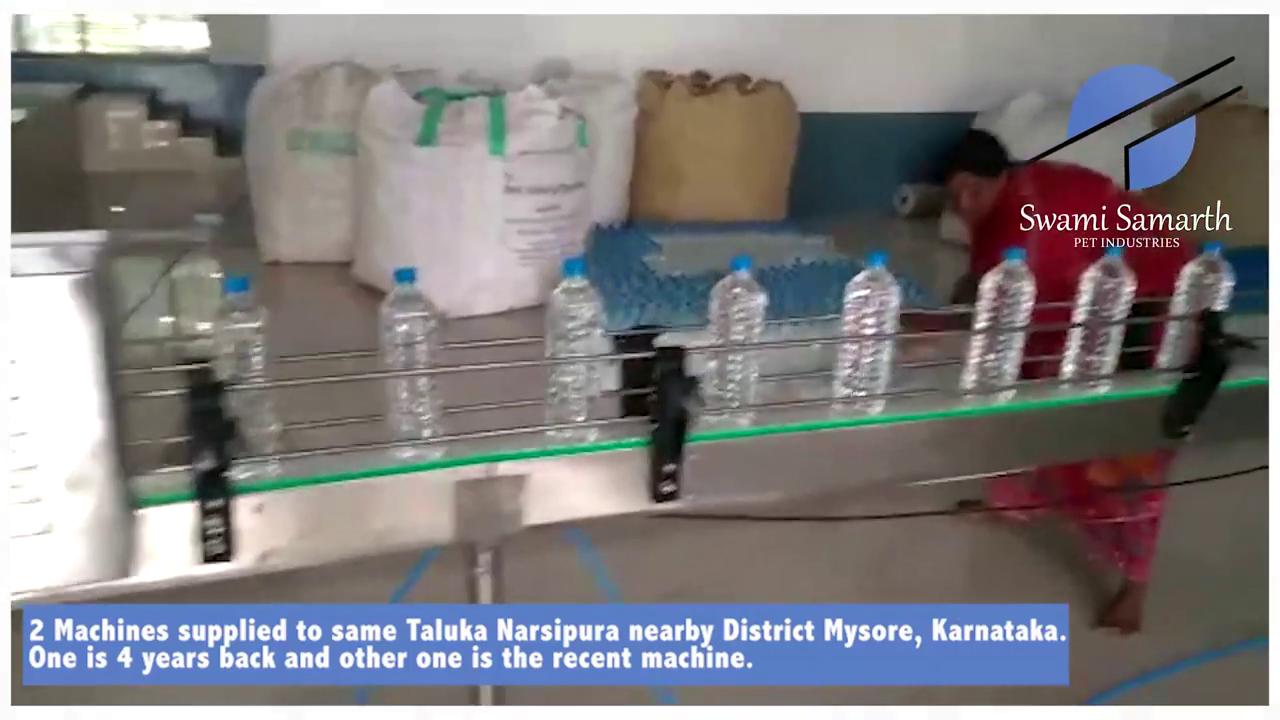 Swami Samarth
PET INDUSTRIES
2 Machines supplied to same Taluka Narsipura nearby District Mysore, Karnataka.
One is 4 years back and other one is the recent machine.